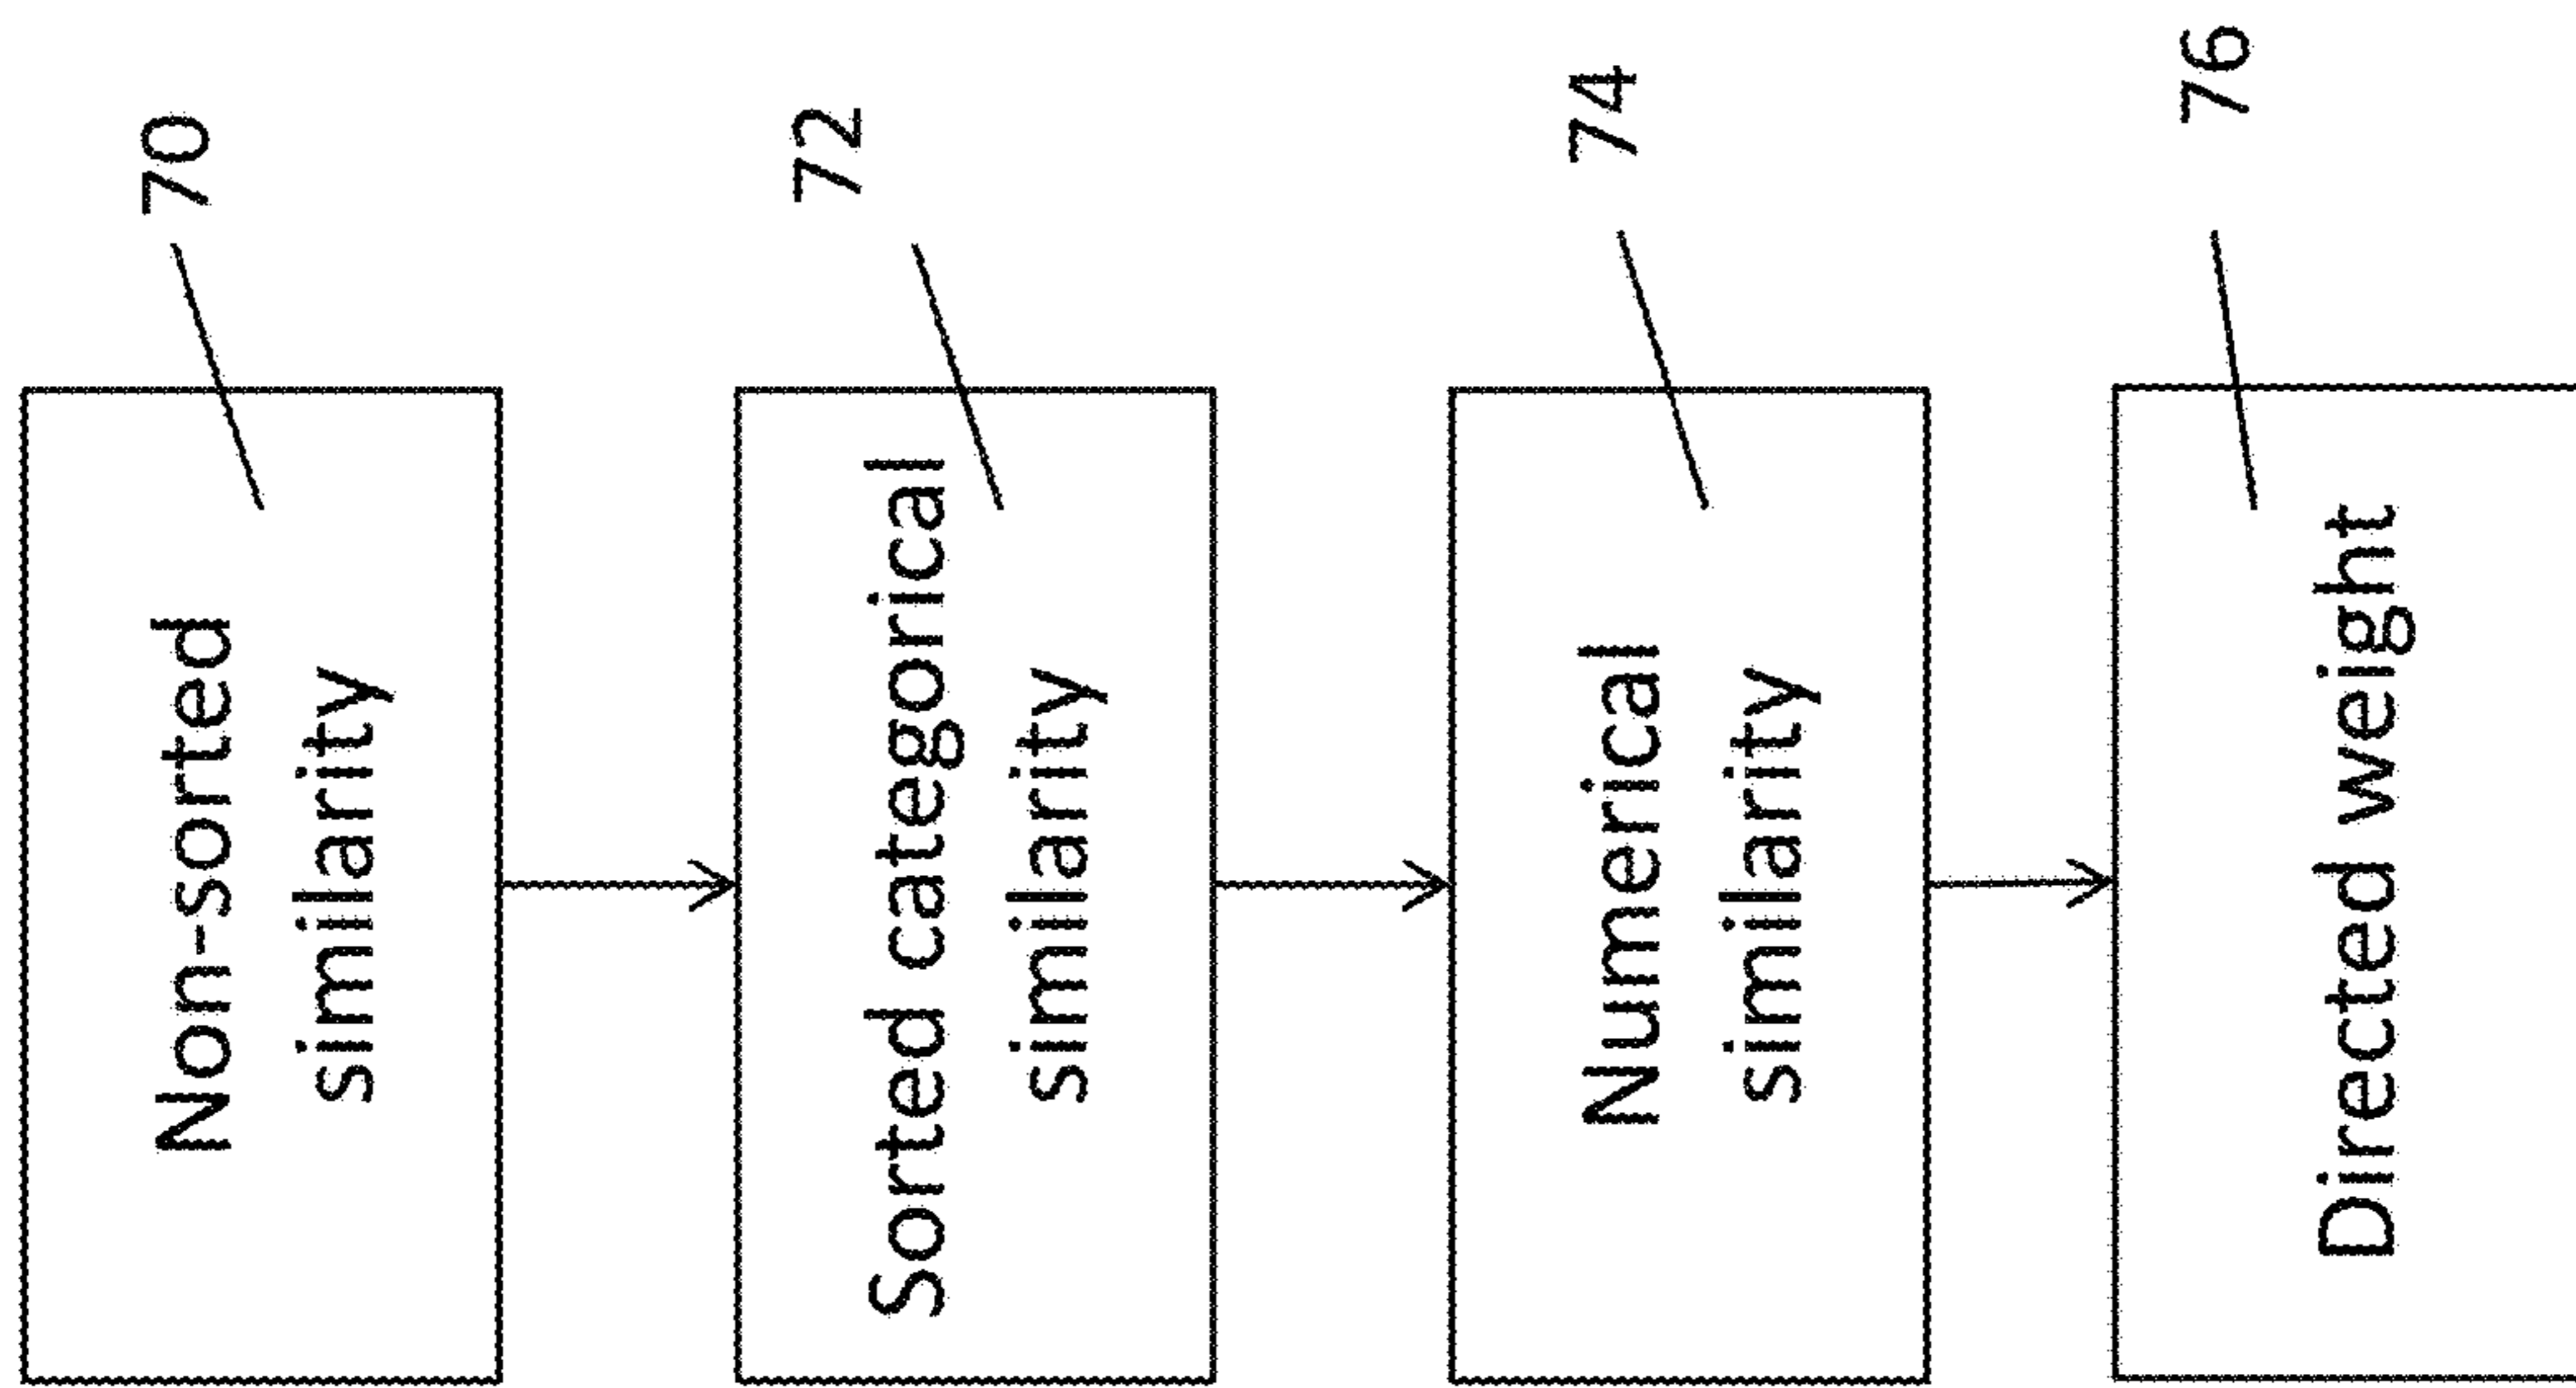 Non-sorted
similarity
70
Sorted categorical
similarity
72
Numerical
similarity
74
Directed weight
76